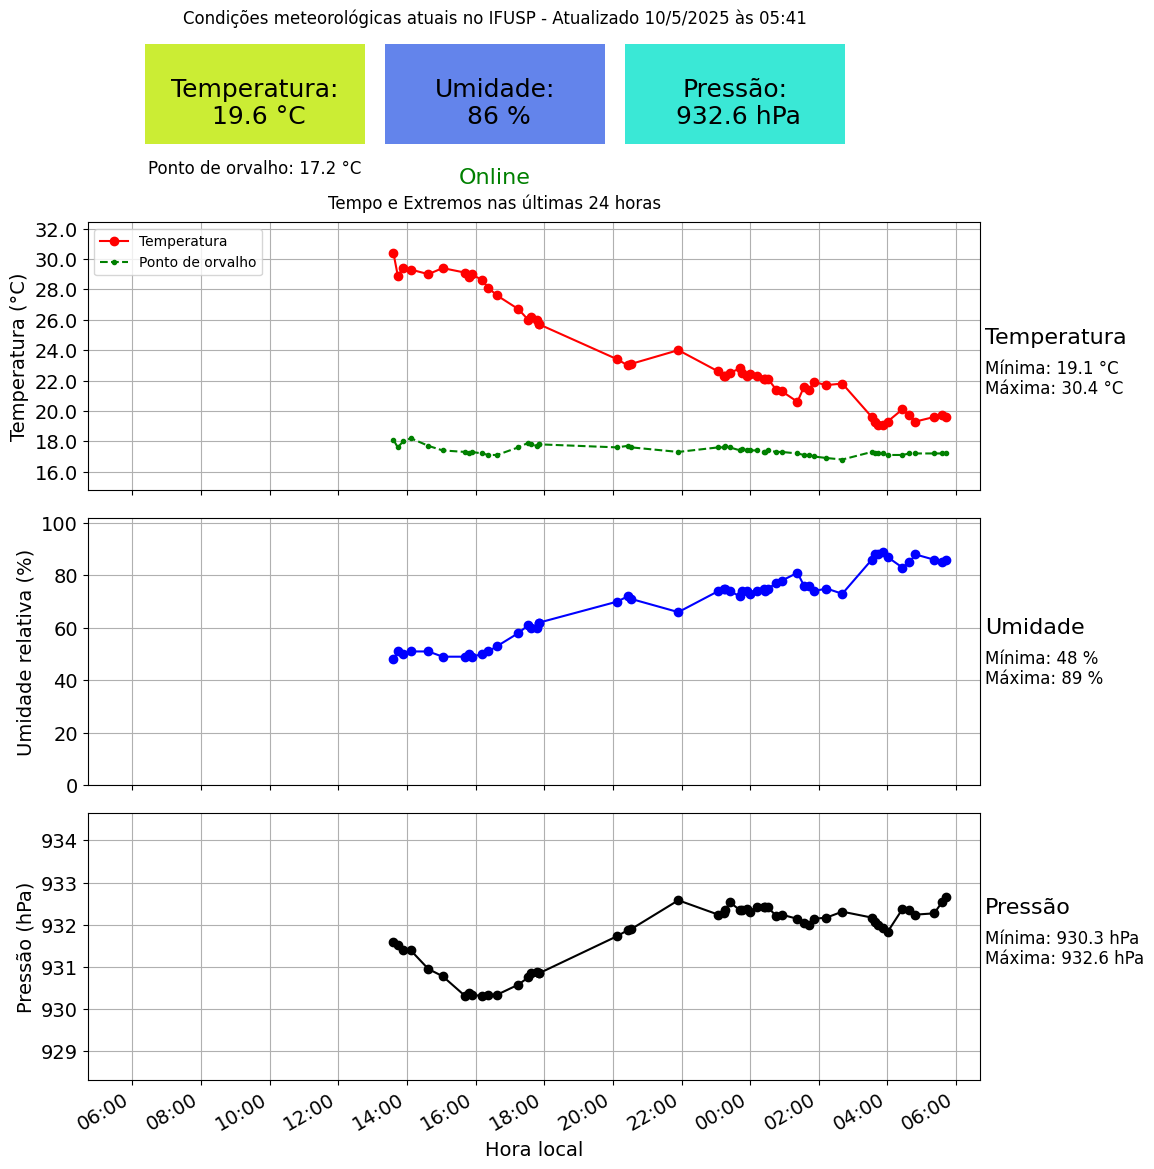 Condições meteorológicas atuais no IFUSP - Atualizado 10/5/2025 às 05:41
Temperatura:
19.6 °C
Umidade:
86 %
Pressão:
932.6 hPa
Ponto de orvalho: 17.2 °C
Online
Tempo e Extremos nas últimas 24 horas
Temperatura (°C)
32.0
30.0
28.0
26.0
24.0
22.0
20.0
18.0
16.0
Temperatura
Ponto de orvalho
Temperatura
Mínima: 19.1 °C
Máxima: 30.4 °C
Umidade relativa (%)
100
80
60
40
20
0
Umidade
Mínima: 48 %
Máxima: 89 %
Pressão (hPa)
934
933
932
931
930
929
Pressão
Mínima: 930.3 hPa
Máxima: 932.6 hPa
06:00
08:00
10:00
12:00
14:00
16:00
18:00
20:00
22:00
00:00
02:00
04:00
06:00
Hora local